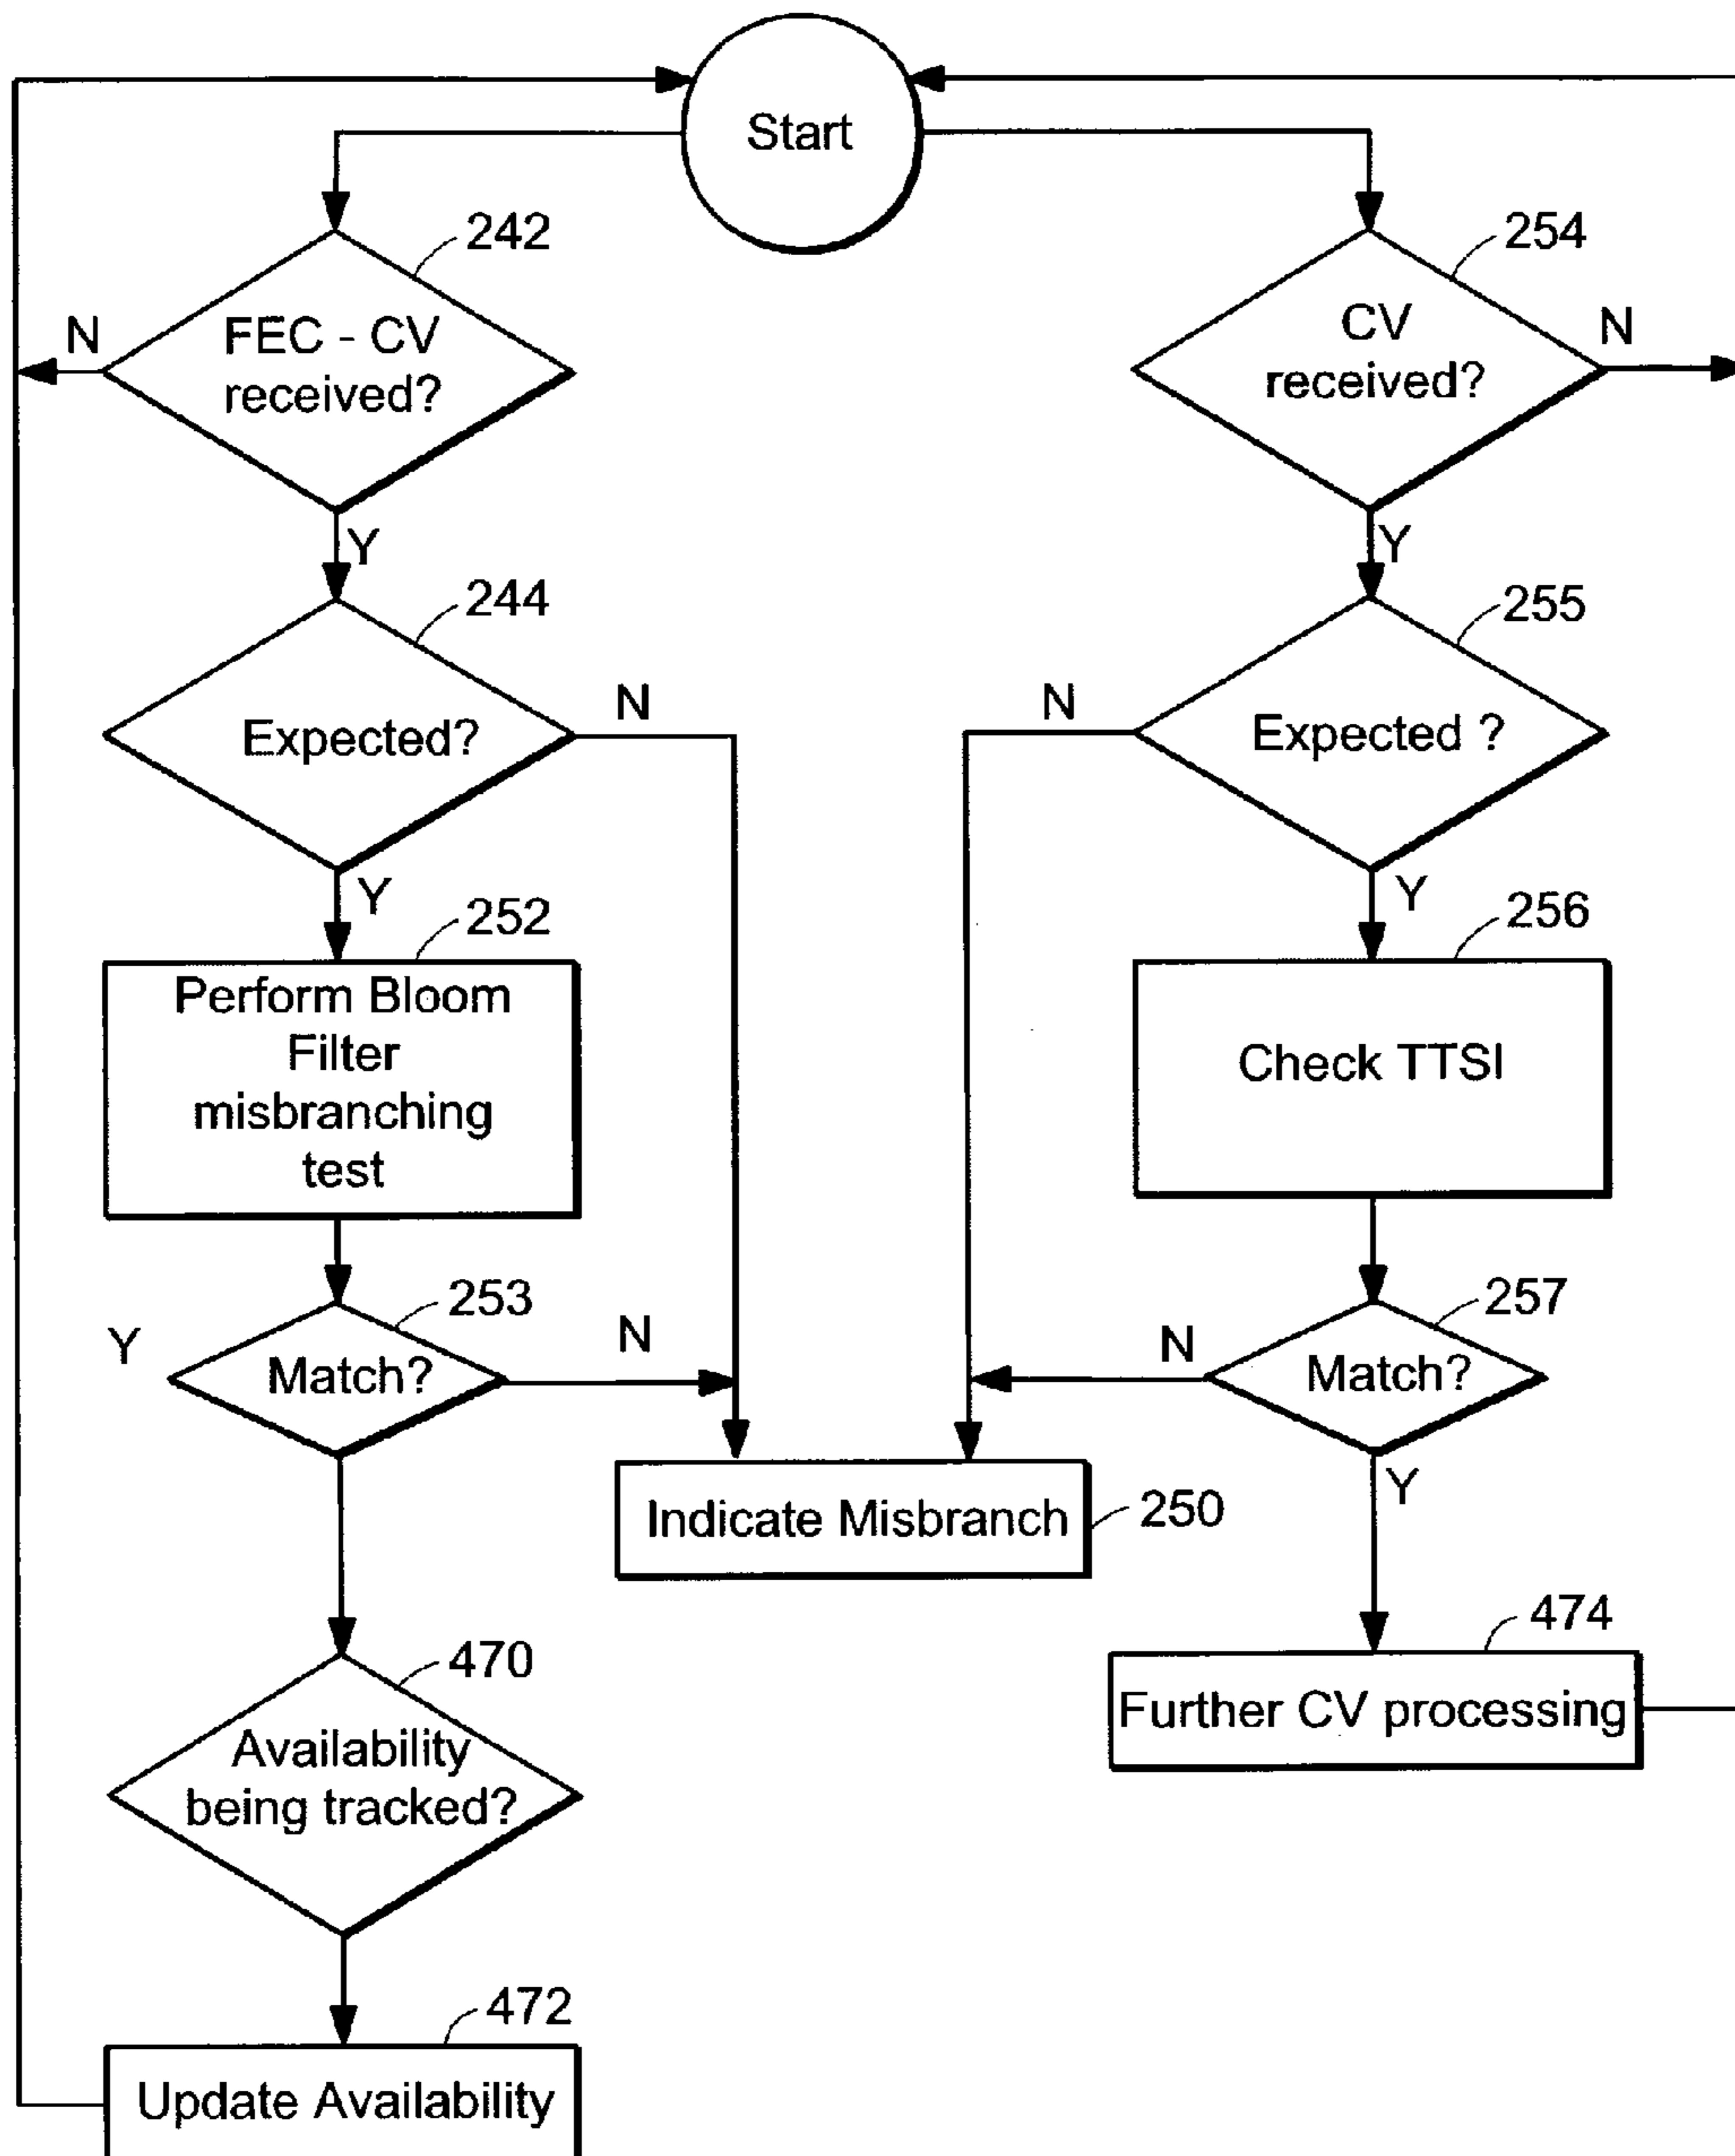 Start
242
254
FEC - CV
received?
N
CV
received?
N
Y
Y
244
255
Expected?
N
Expected ?
N
Y
Y
252
256
Perform Bloom
Filter
misbranching
test
Check TTSI
253
257
Y
Match?
N
N
Match?
Y
Indicate Misbranch
250
470
474
Availability
being tracked?
Further CV processing
472
Update Availability